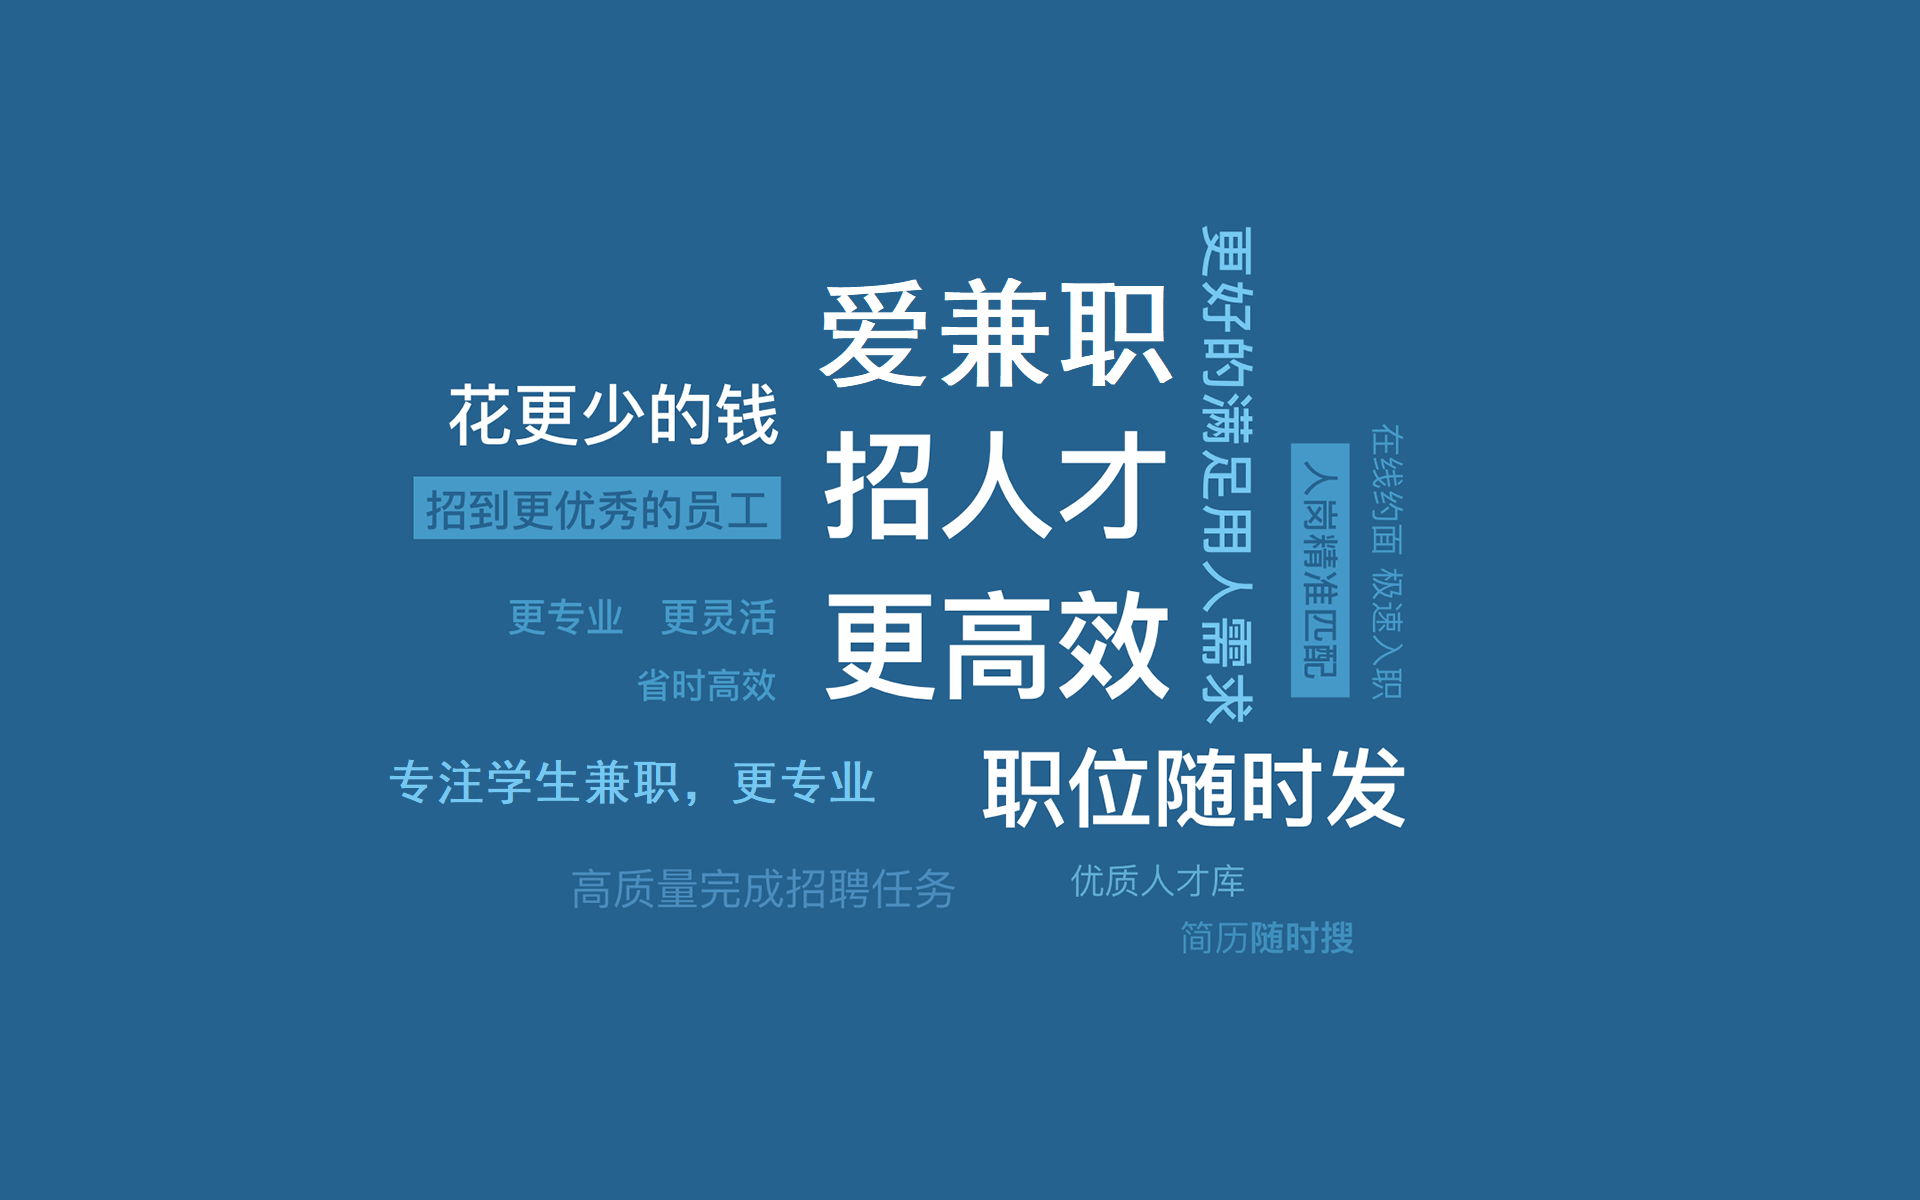 爱兼职
招人才
更高效
花更少的钱
招到更优秀的员工
更专业 更灵活
省时高效
专注学生兼职，更专业
更好的满足用人需求
人岗精准匹配
在线约面 极速入职
职位随时发
高质量完成招聘任务
优质人才库
简历随时搜